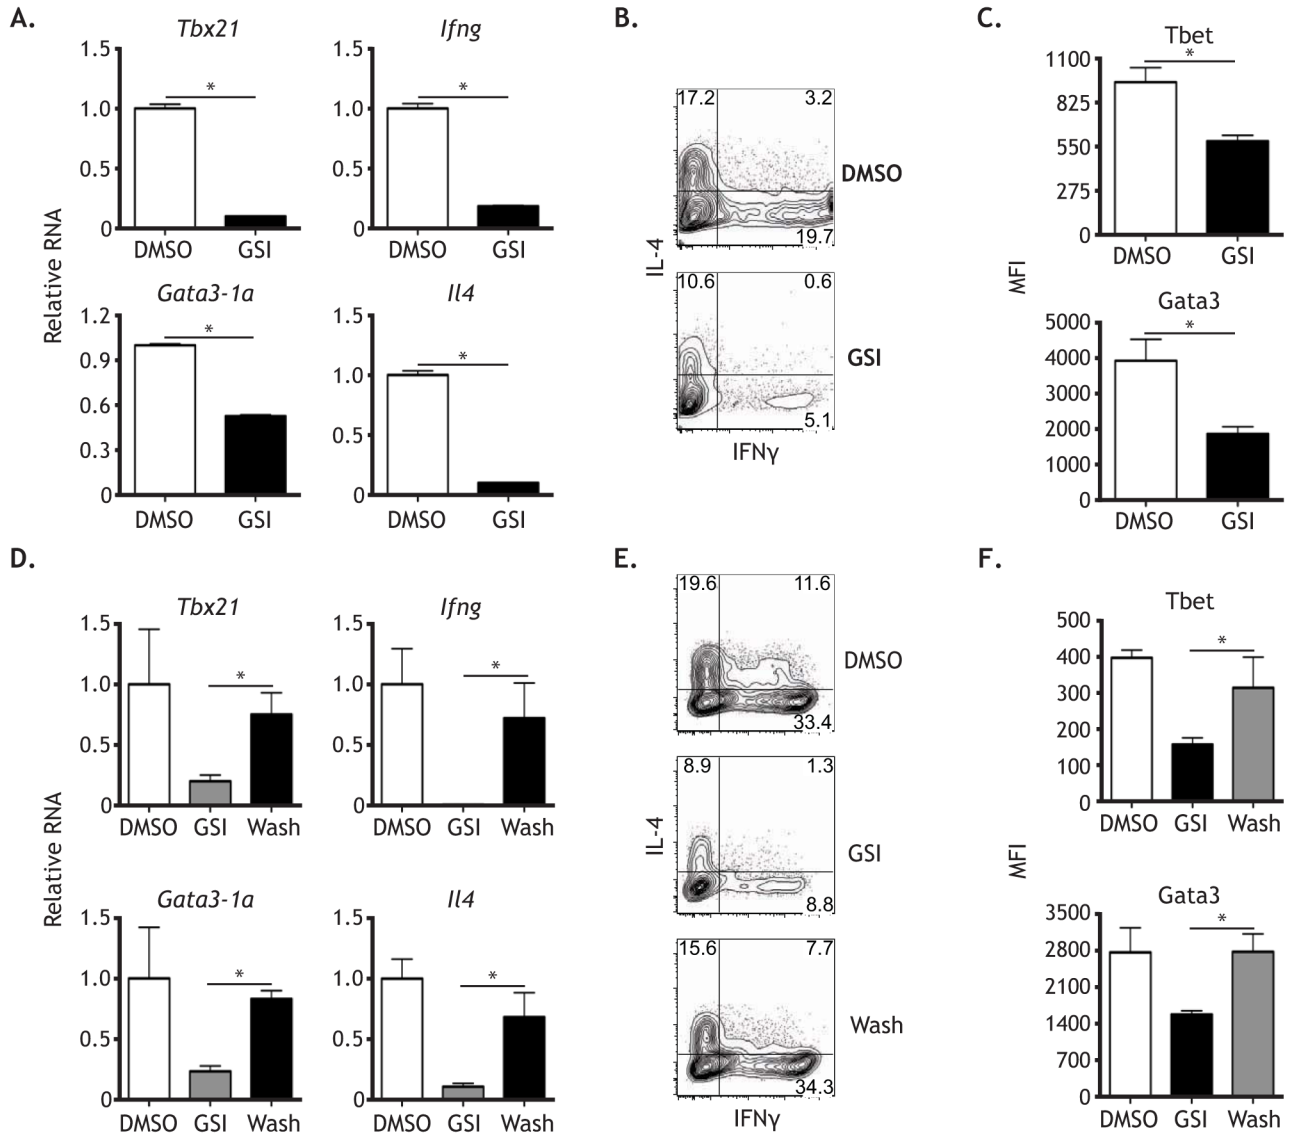 A.
Tbx21
Ifng
1.5
1.0
0.5
0
DMSO GSI
*
1.5
1.0
0.5
0
DMSO GSI
*
Relative RNA
Gata3-1a
Il4
1.2
0.9
0.6
0.3
0
DMSO GSI
*
1.5
1.0
0.5
0
DMSO GSI
*
B.
17.2 3.2
19.7
DMSO
10.6 0.6
5.1
GSI
IL-4
IFNγ
C.
Tbet
1100
825
550
275
0
DMSO GSI
*
MFI
Gata3
5000
4000
3000
2000
1000
0
DMSO GSI
*
D.
Tbx21
Ifng
1.5
1.0
0.5
0
DMSO GSI Wash
*
1.5
1.0
0.5
0
DMSO GSI Wash
*
Relative RNA
Gata3-1a
Il4
1.5
1.0
0.5
0
DMSO GSI Wash
*
1.5
1.0
0.5
0
DMSO GSI Wash
*
E.
19.6 11.6
33.4
DMSO
8.9 1.3
8.8
GSI
15.6 7.7
34.3
Wash
IL-4
IFNγ
F.
Tbet
500
400
300
200
100
0
DMSO GSI Wash
*
MFI
Gata3
3500
2800
2100
1400
700
0
DMSO GSI Wash
*